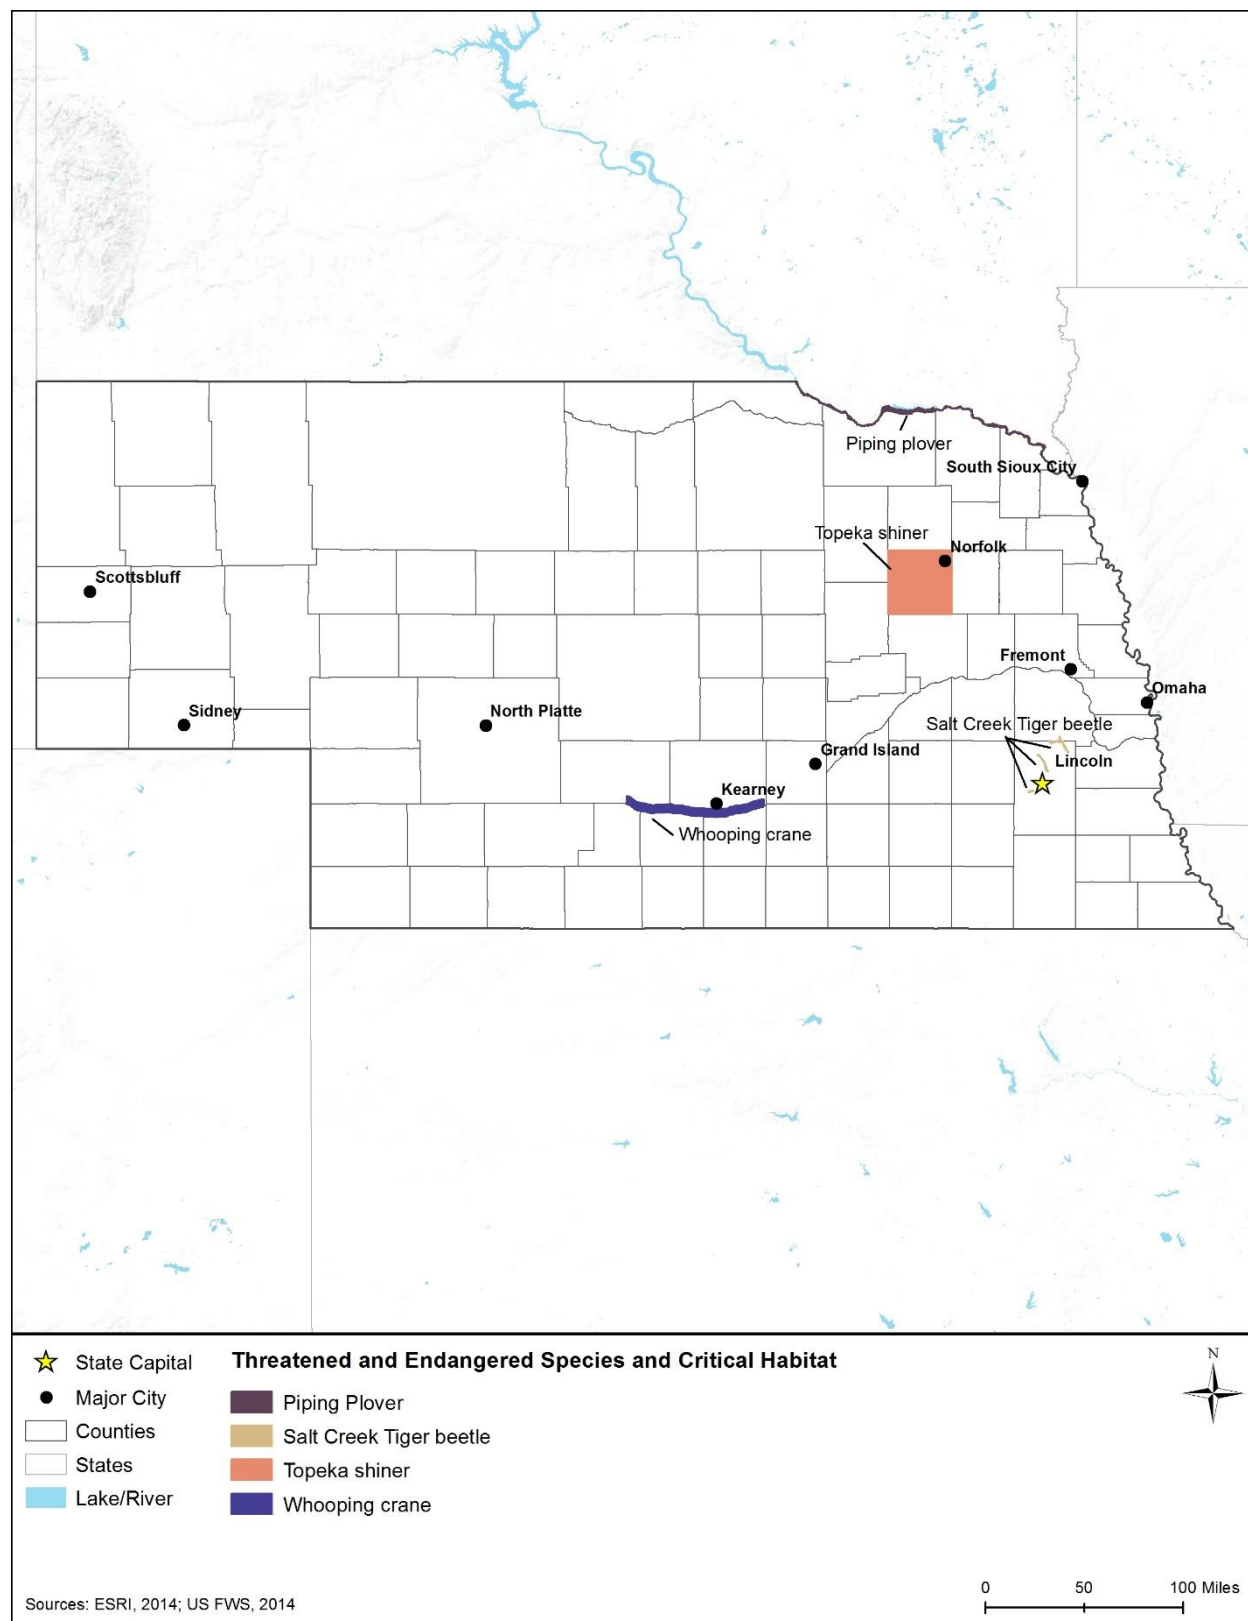 Piping plover
South Sioux City
Topeka shiner
Norfolk
Scottsbluff
Fremont
Omaha
Sidney
North Platte
Salt Creek Tiger beetle
Grand Island
Lincoln
Kearney
Whooping crane
State Capital
Major City
Counties
States
Lake/River
Threatened and Endangered Species and Critical Habitat
Piping Plover
Salt Creek Tiger beetle
Topeka shiner
Whooping crane
N
0 50 100 Miles
Sources: ESRI, 2014; US FWS, 2014